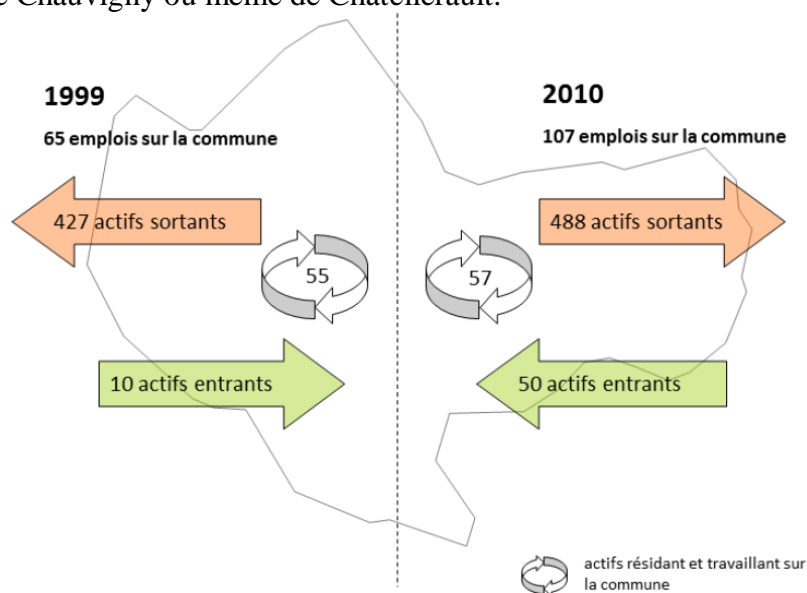 de Chauvigny ou même de Châtellerault.
1999
65 emplois sur la commune
427 actifs sortants
55
10 actifs entrants
2010
107 emplois sur la commune
488 actifs sortants
57
50 actifs entrants
actifs résidant et travaillant sur
la commune